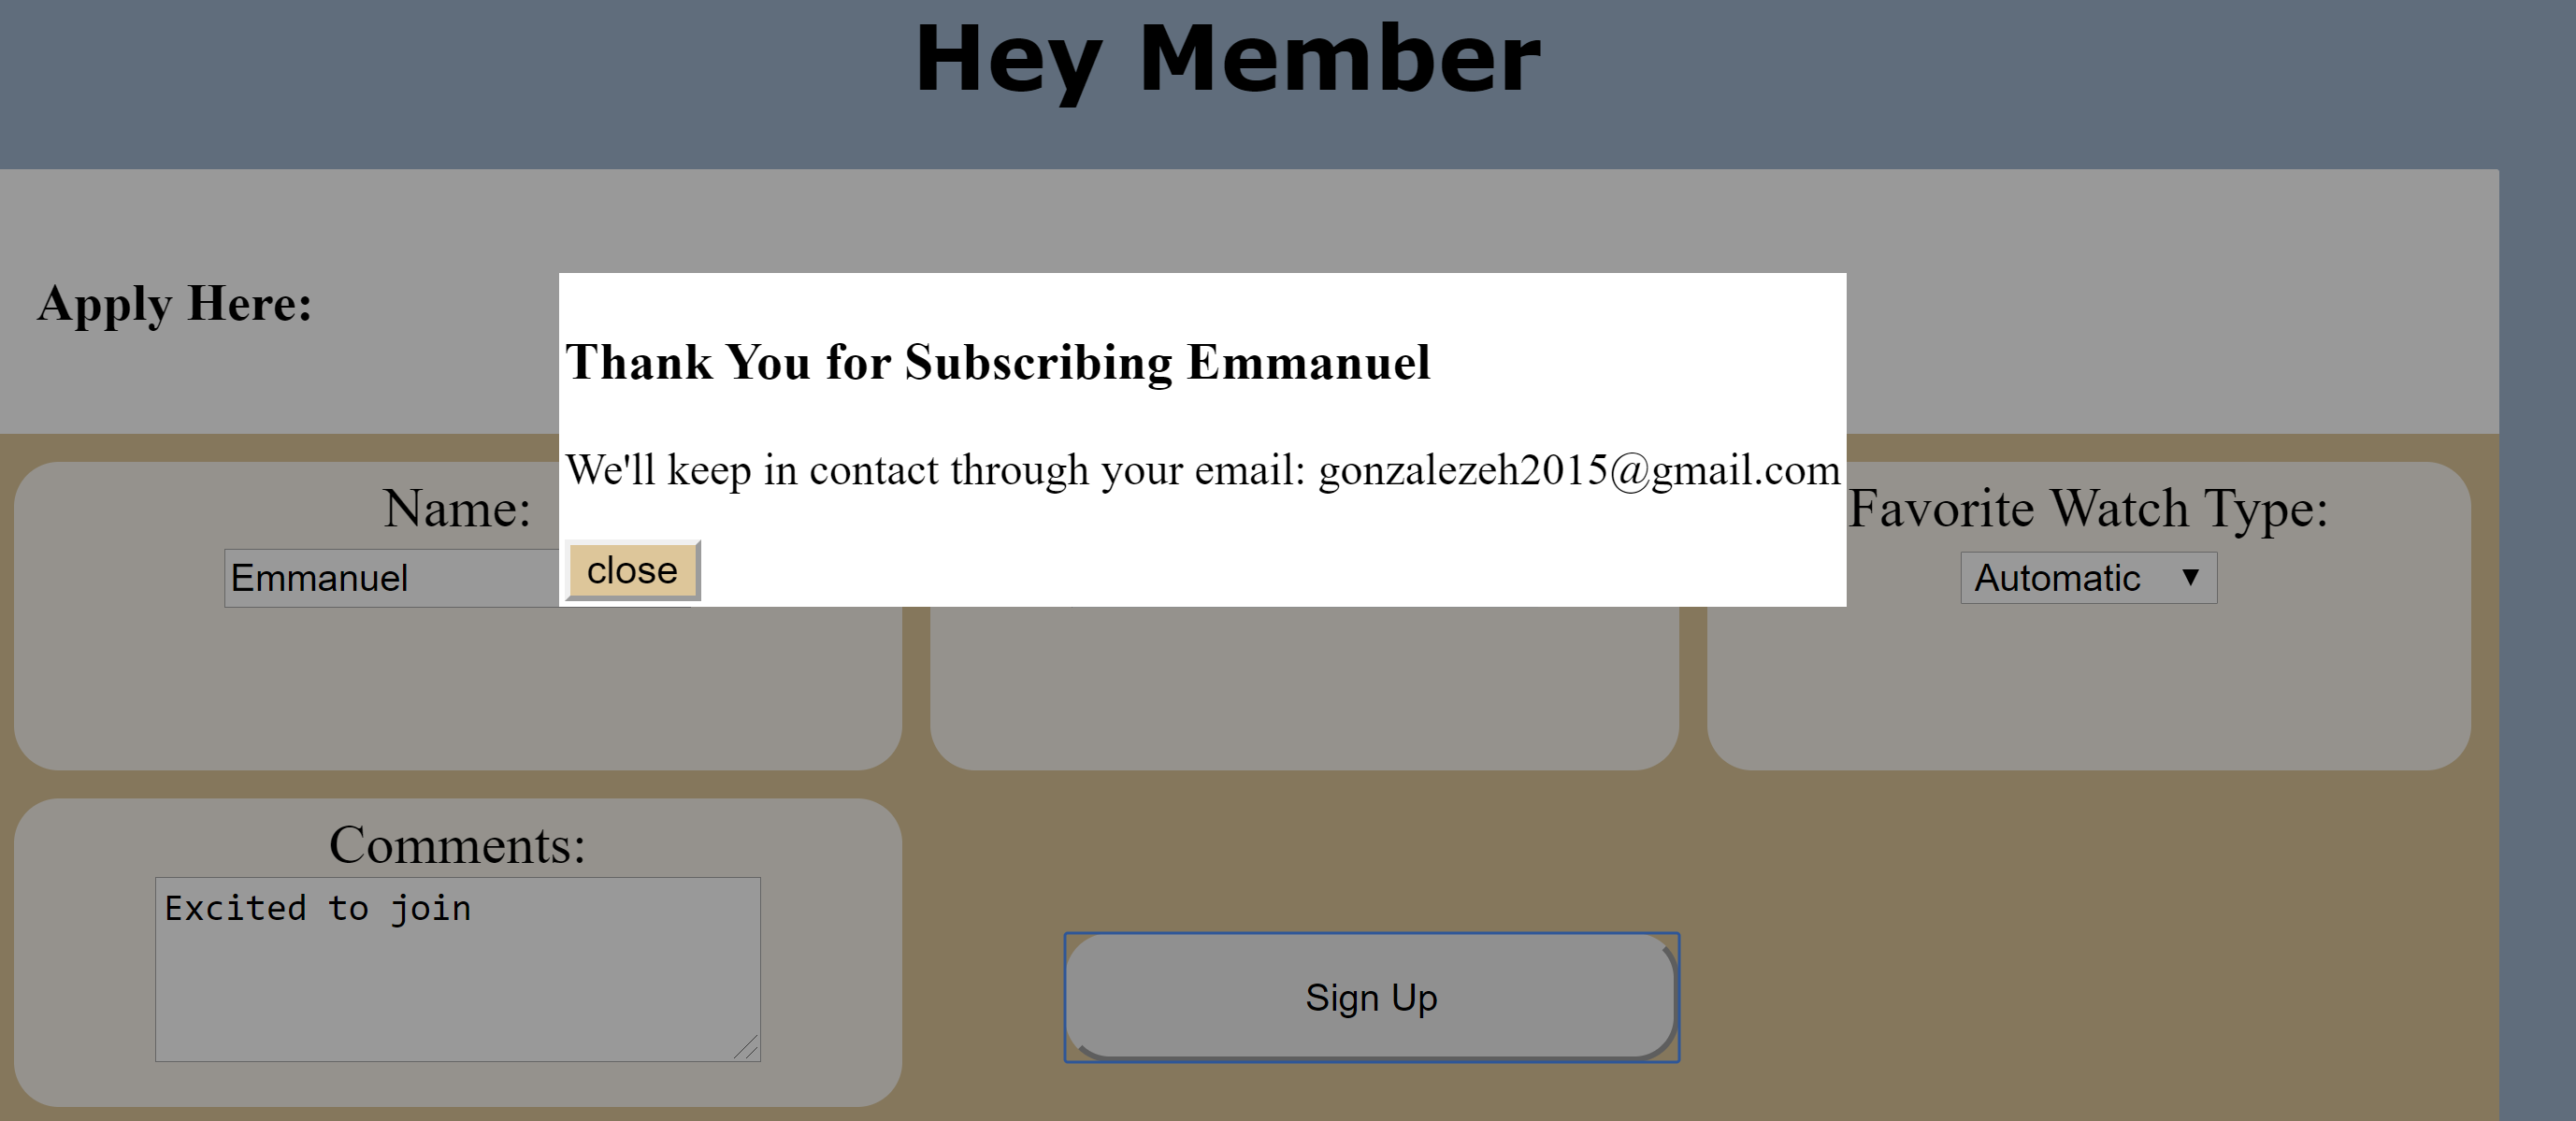 Hey Member
Apply Here:
Thank You for Subscribing Emmanuel
We'll keep in contact through your email: gonzalezeh2015@gmail.com
close
Name:
Emmanuel
Favorite Watch Type:
Automatic
Comments:
Excited to join
Sign Up